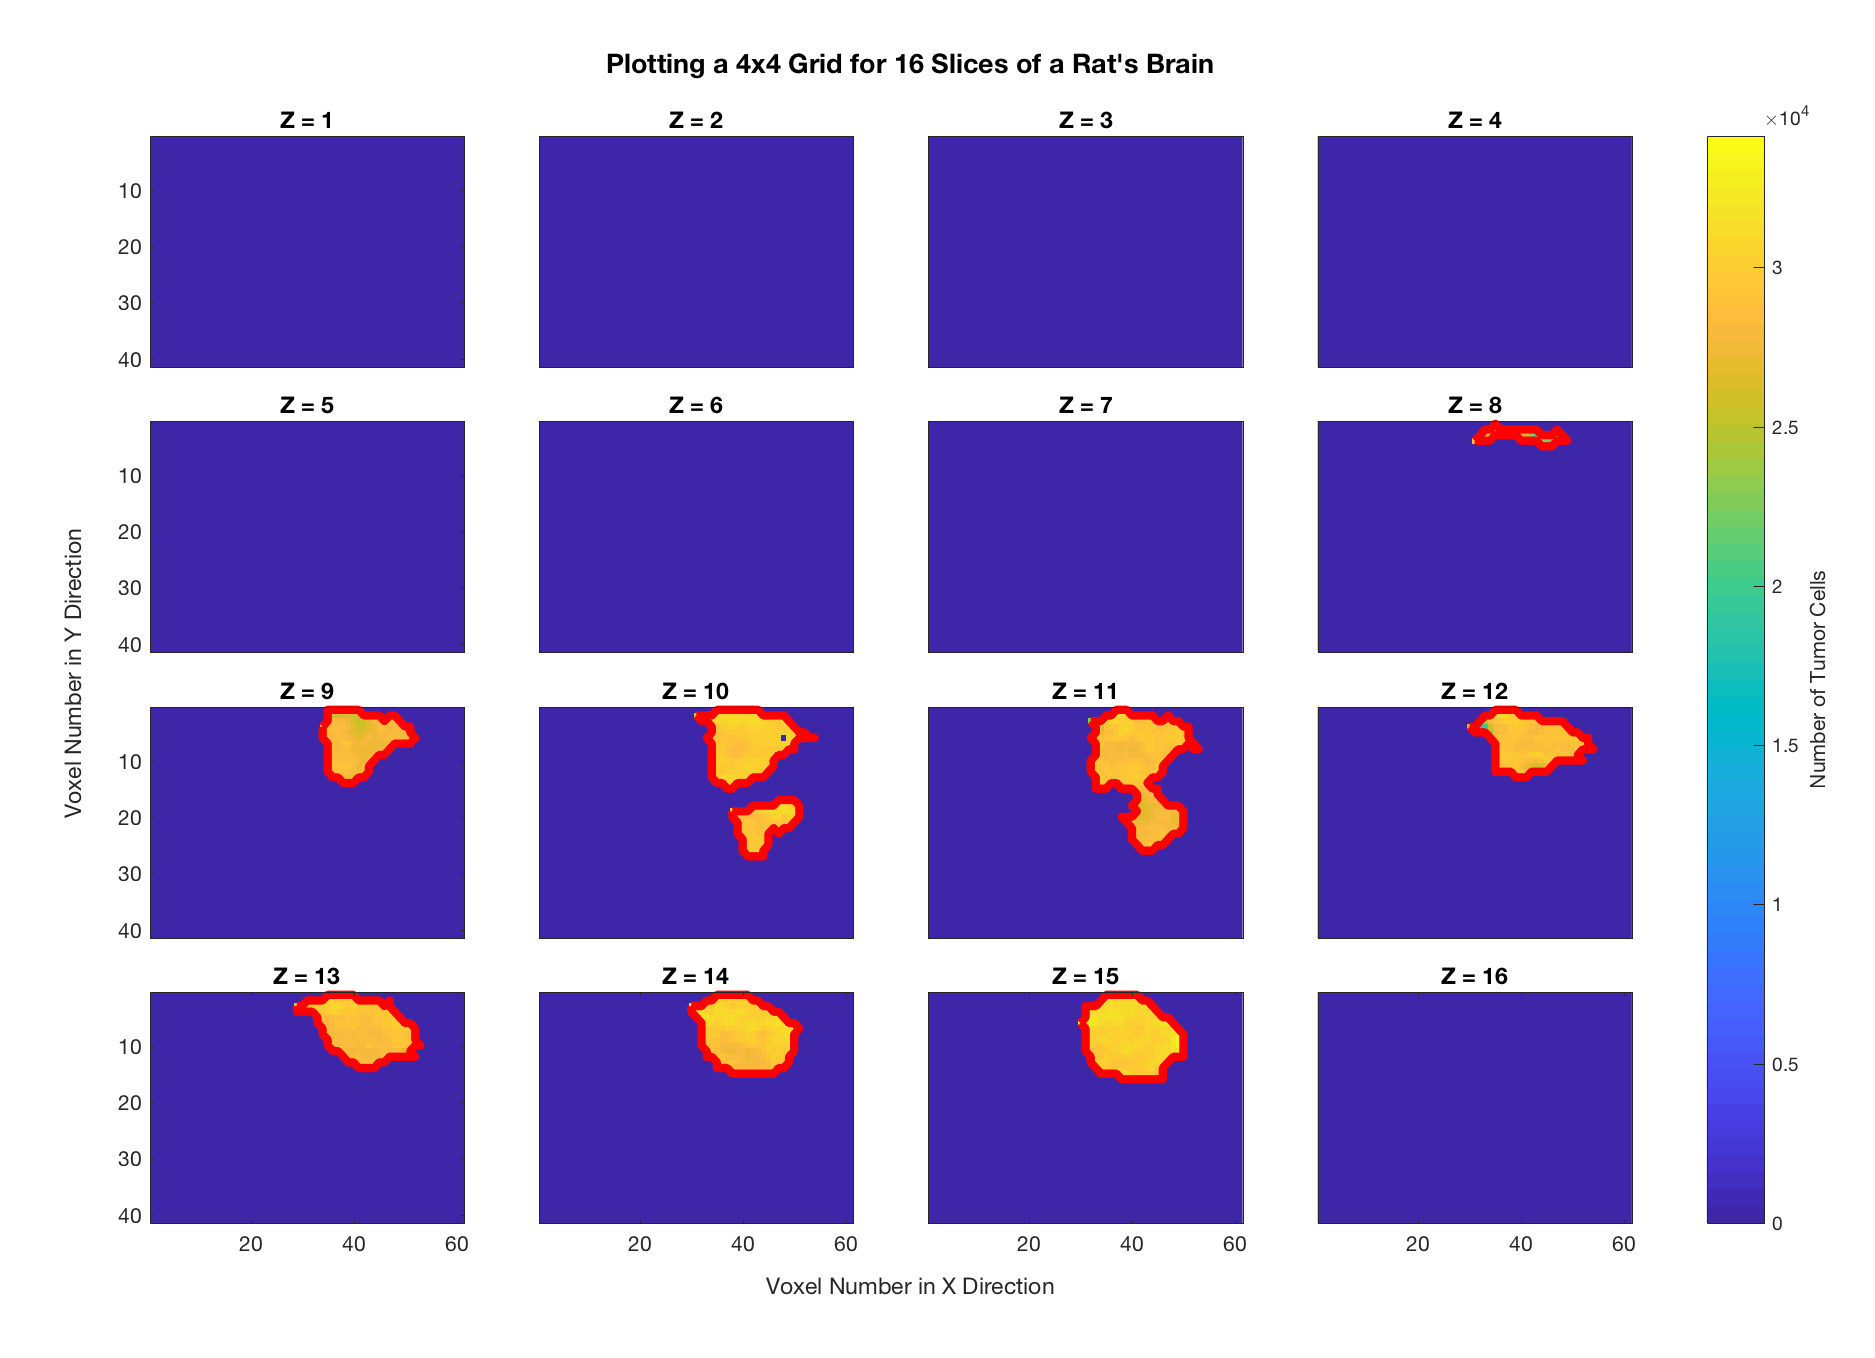 Plotting a 4x4 Grid for 16 Slices of a Rat's Brain
Z = 1
Z = 2
Z = 3
Z = 4
10
20
30
40
Z = 5
Z = 6
Z = 7
Z = 8
10
20
30
40
Z = 9
Z = 10
Z = 11
Z = 12
10
20
30
40
Z = 13
Z = 14
Z = 15
Z = 16
10
20
30
40
20 40 60
20 40 60
20 40 60
20 40 60
Voxel Number in X Direction
Voxel Number in Y Direction
×10⁴
3
2.5
2
1.5
1
0.5
0
Number of Tumor Cells